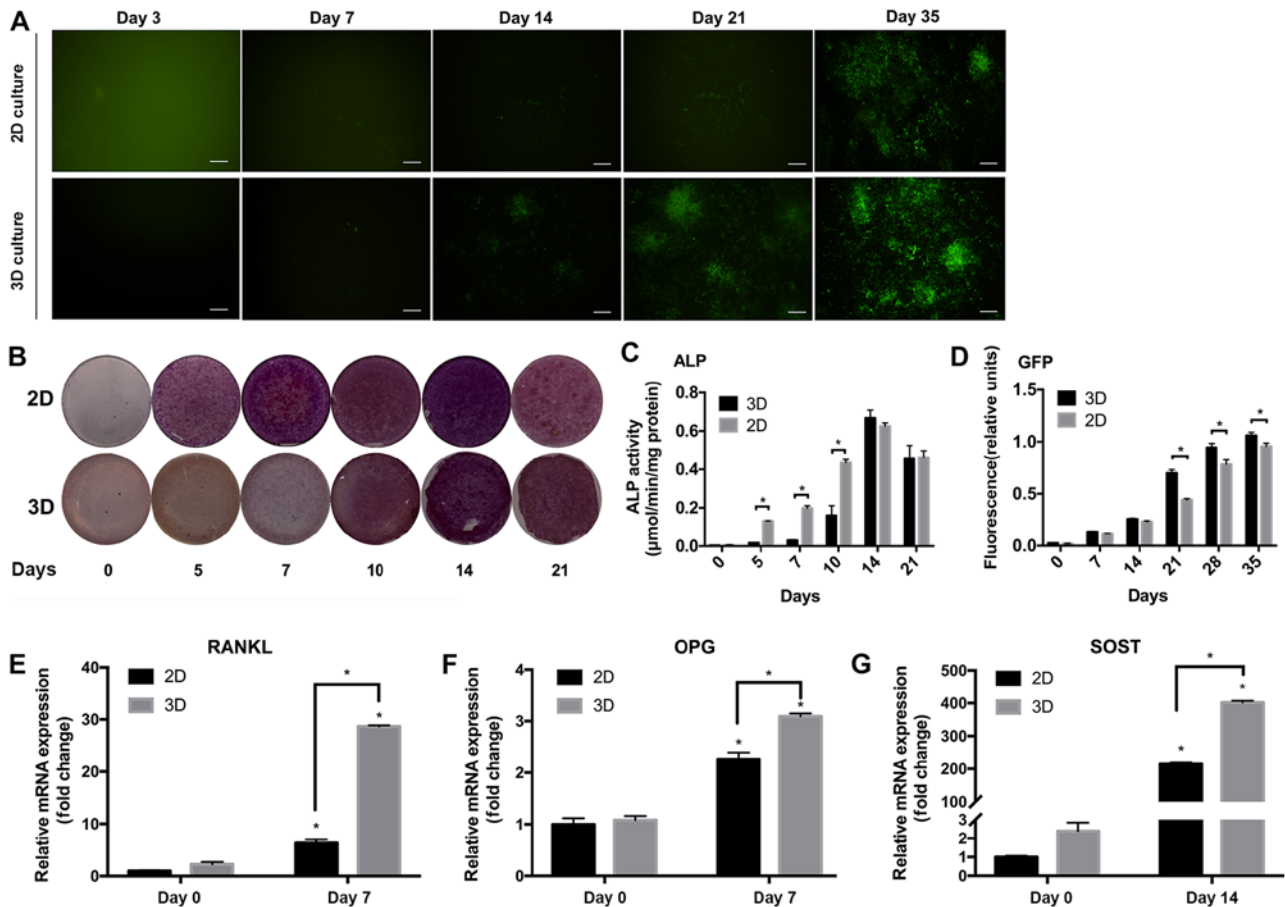 A
Day 3 Day 7 Day 14 Day 21 Day 35
2D culture
3D culture
B
2D
3D
Days 0 5 7 10 14 21
C
ALP
3D
2D
ALP activity
(μmol/min/mg protein)
0.8
0.6
0.4
0.2
0.0
* * *
0 5 7 10 14 21
Days
D
GFP
3D
2D
Fluorescence(relative units)
1.5
1.0
0.5
0.0
* * *
0 7 14 21 28 35
Days
E
RANKL
2D
3D
Relative mRNA expression
(fold change)
40
30
20
10
0
*
*
*
Day 0 Day 7
F
OPG
2D
3D
Relative mRNA expression
(fold change)
4
3
2
1
0
*
*
*
Day 0 Day 7
G
SOST
2D
3D
Relative mRNA expression
(fold change)
500
400
300
200
100
3
2
1
0
*
*
*
Day 0 Day 14